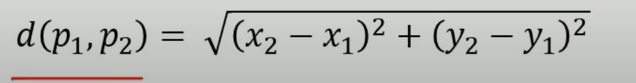 d(p₁,p₂) = √(x₂ − x₁)² + (y₂ − y₁)²